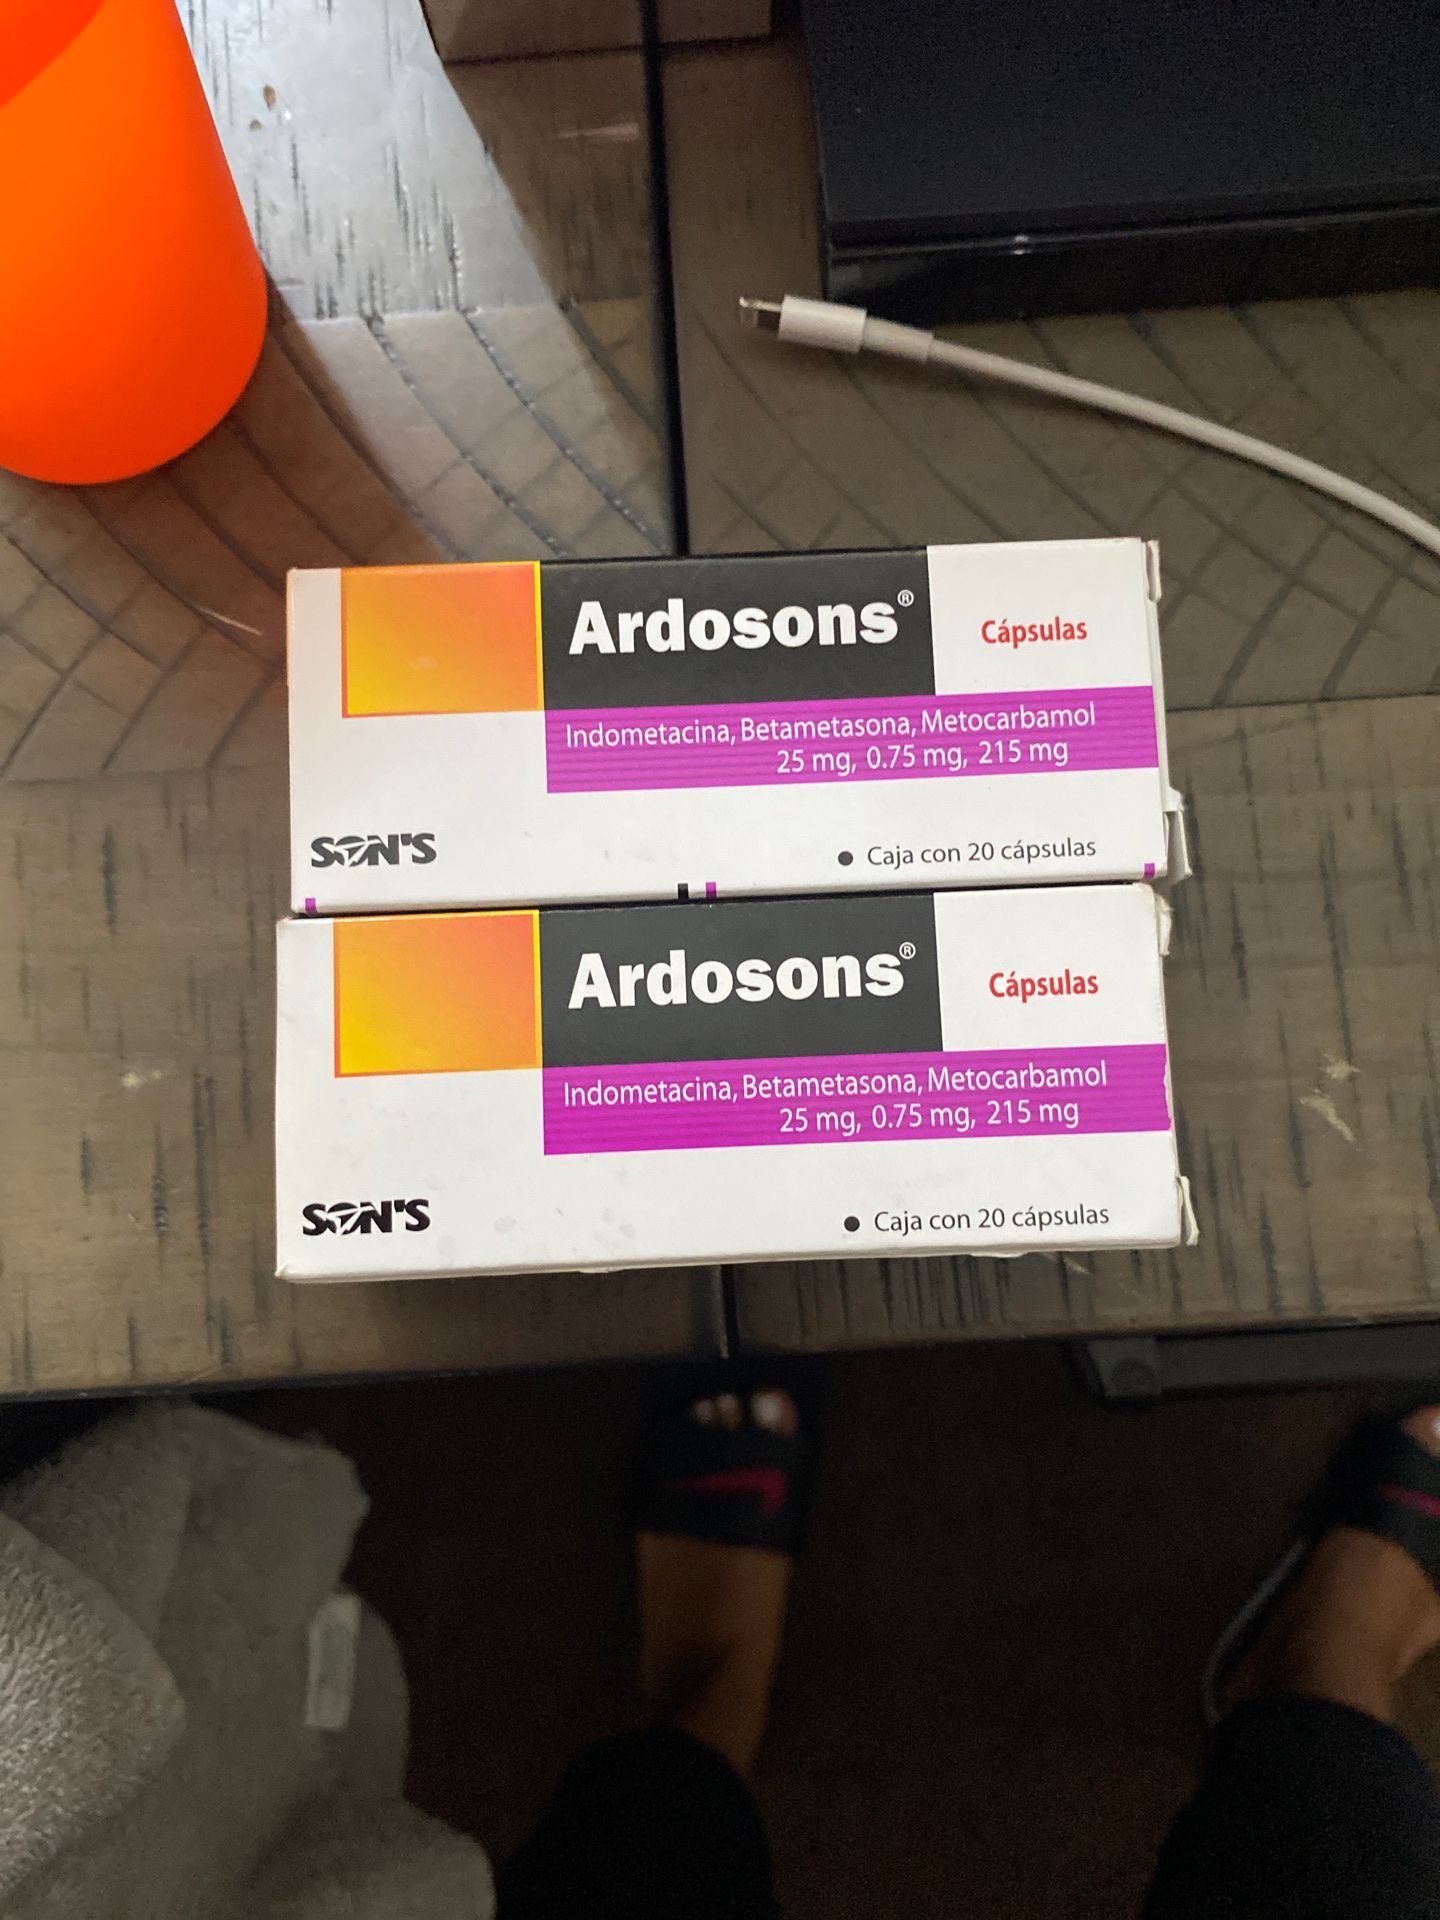 Ardosons®
Cápsulas
Indometacina, Betametasona, Metocarbamol
25 mg, 0.75 mg, 215 mg
SON'S
● Caja con 20 cápsulas
Ardosons®
Cápsulas
Indometacina, Betametasona, Metocarbamol
25 mg, 0.75 mg, 215 mg
SON'S
● Caja con 20 cápsulas